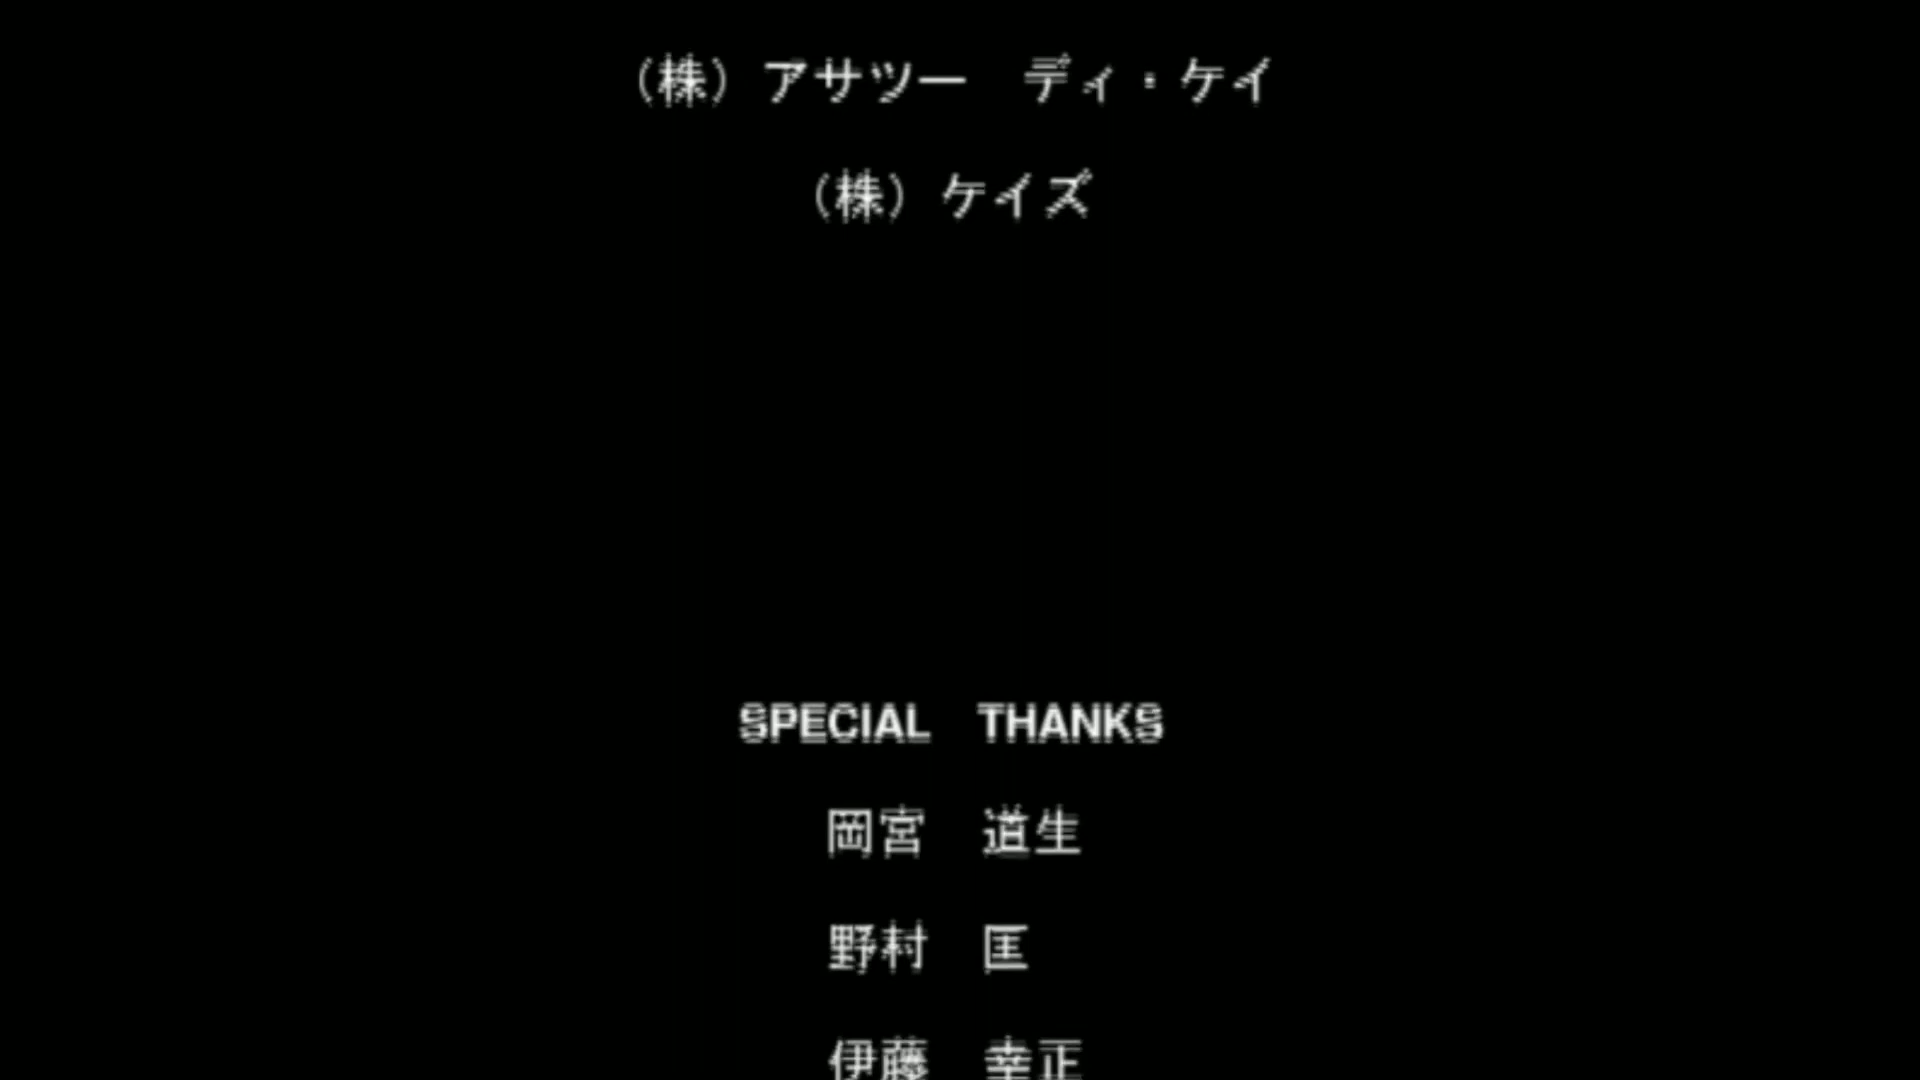 （株）アサツー　ディ・ケイ
（株）ケイズ
SPECIAL　THANKS
岡宮　道生
野村　匡
伊藤　幸正